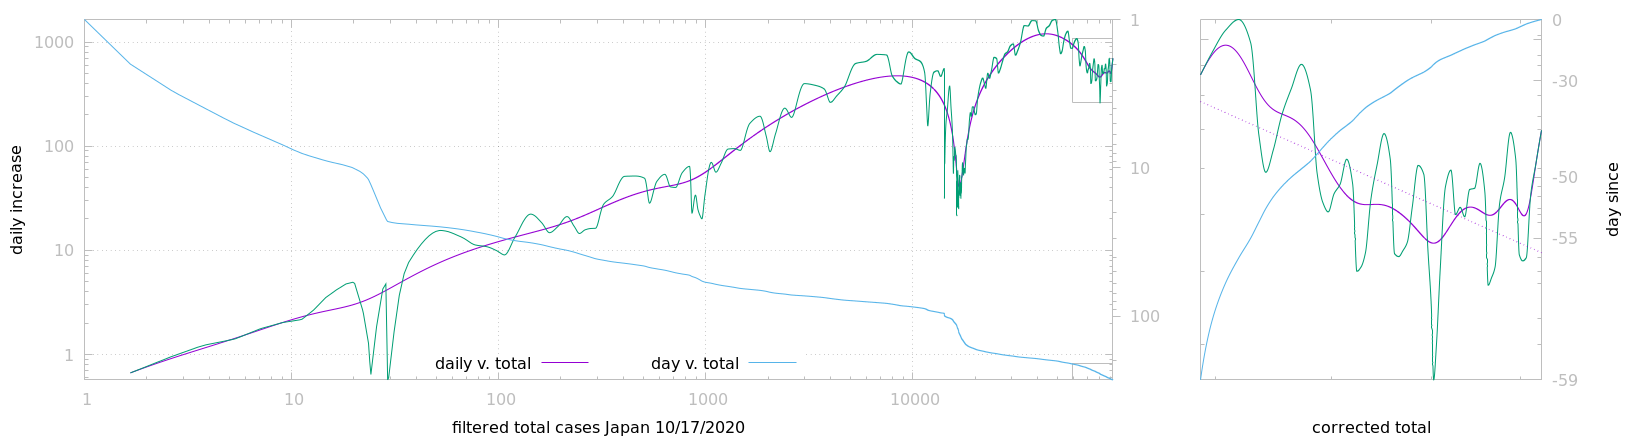 1000
100
10
1
daily increase
1
10
100
1000
10000
filtered total cases Japan 10/17/2020
daily v. total
day v. total
1
10
100
0
-30
-50
-55
-59
day since
corrected total